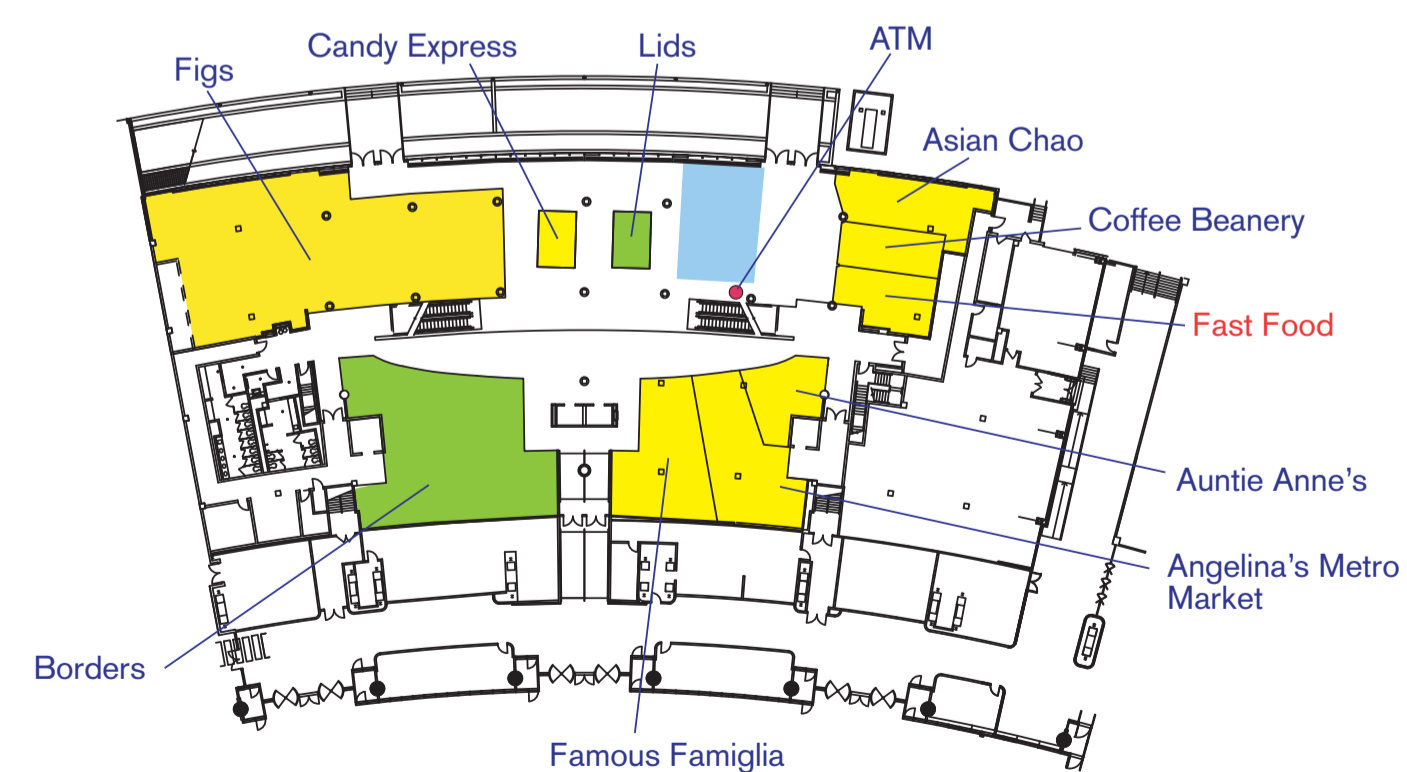 ATM
Candy Express
Lids
Figs
Asian Chao
Coffee Beanery
Fast Food
Auntie Anne's
Angelina's Metro
Market
Borders
Famous Famiglia